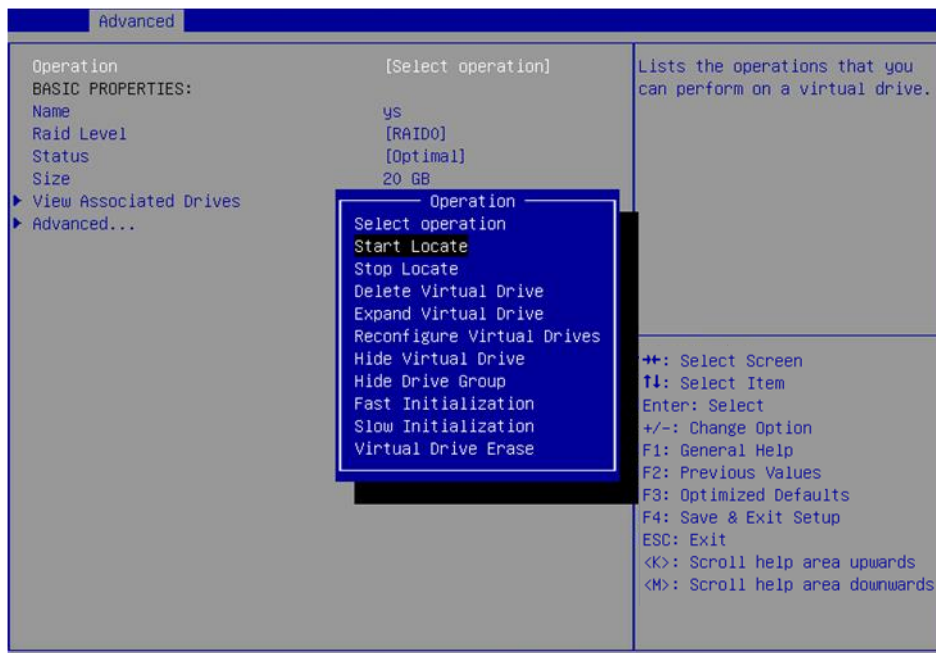 Advanced
Operation [Select operation]
BASIC PROPERTIES:
Name ys
Raid Level [RAID0]
Status [Optimal]
Size 20 GB
View Associated Drives
Advanced...
Operation
Select operation
Start Locate
Stop Locate
Delete Virtual Drive
Expand Virtual Drive
Reconfigure Virtual Drives
Hide Virtual Drive
Hide Drive Group
Fast Initialization
Slow Initialization
Virtual Drive Erase
Lists the operations that you
can perform on a virtual drive.
→←: Select Screen
↑↓: Select Item
Enter: Select
+/-: Change Option
F1: General Help
F2: Previous Values
F3: Optimized Defaults
F4: Save & Exit Setup
ESC: Exit
<K>: Scroll help area upwards
<M>: Scroll help area downwards